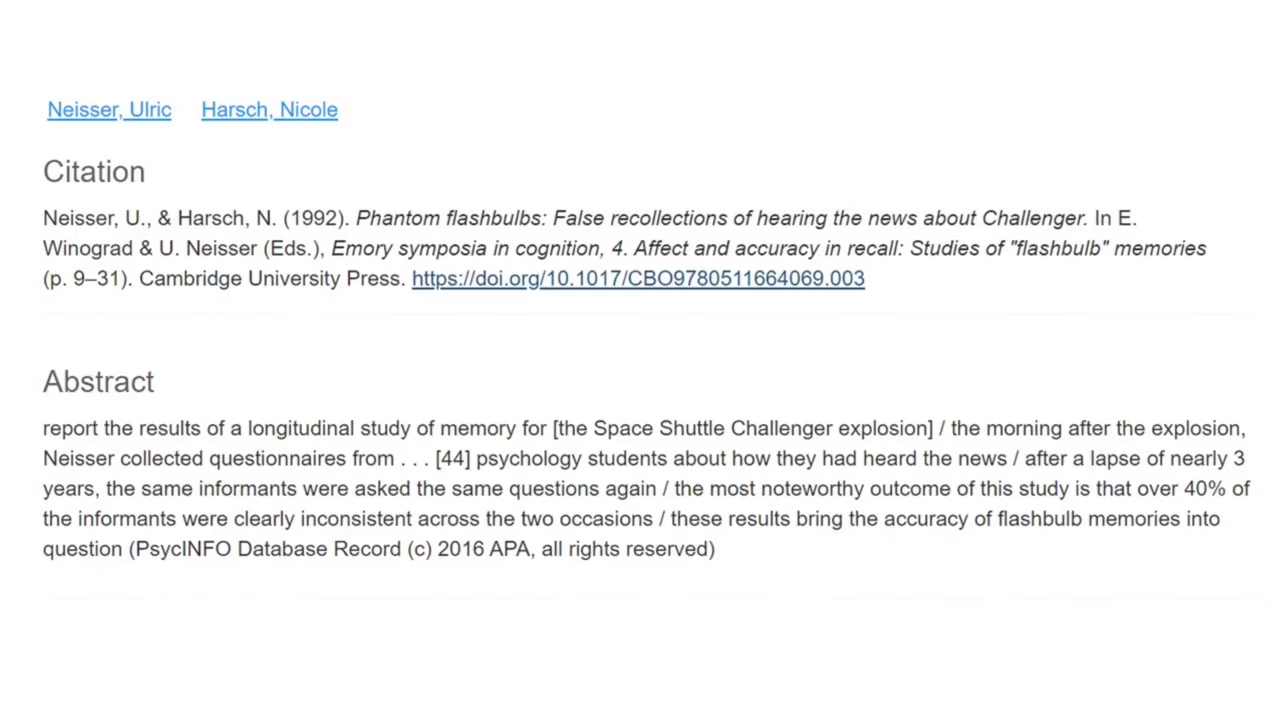 Neisser, Ulric Harsch, Nicole
Citation
Neisser, U., & Harsch, N. (1992). Phantom flashbulbs: False recollections of hearing the news about Challenger. In E.
Winograd & U. Neisser (Eds.), Emory symposia in cognition, 4. Affect and accuracy in recall: Studies of "flashbulb" memories
(p. 9–31). Cambridge University Press. https://doi.org/10.1017/CBO9780511664069.003
Abstract
report the results of a longitudinal study of memory for [the Space Shuttle Challenger explosion] / the morning after the explosion,
Neisser collected questionnaires from . . . [44] psychology students about how they had heard the news / after a lapse of nearly 3
years, the same informants were asked the same questions again / the most noteworthy outcome of this study is that over 40% of
the informants were clearly inconsistent across the two occasions / these results bring the accuracy of flashbulb memories into
question (PsycINFO Database Record (c) 2016 APA, all rights reserved)